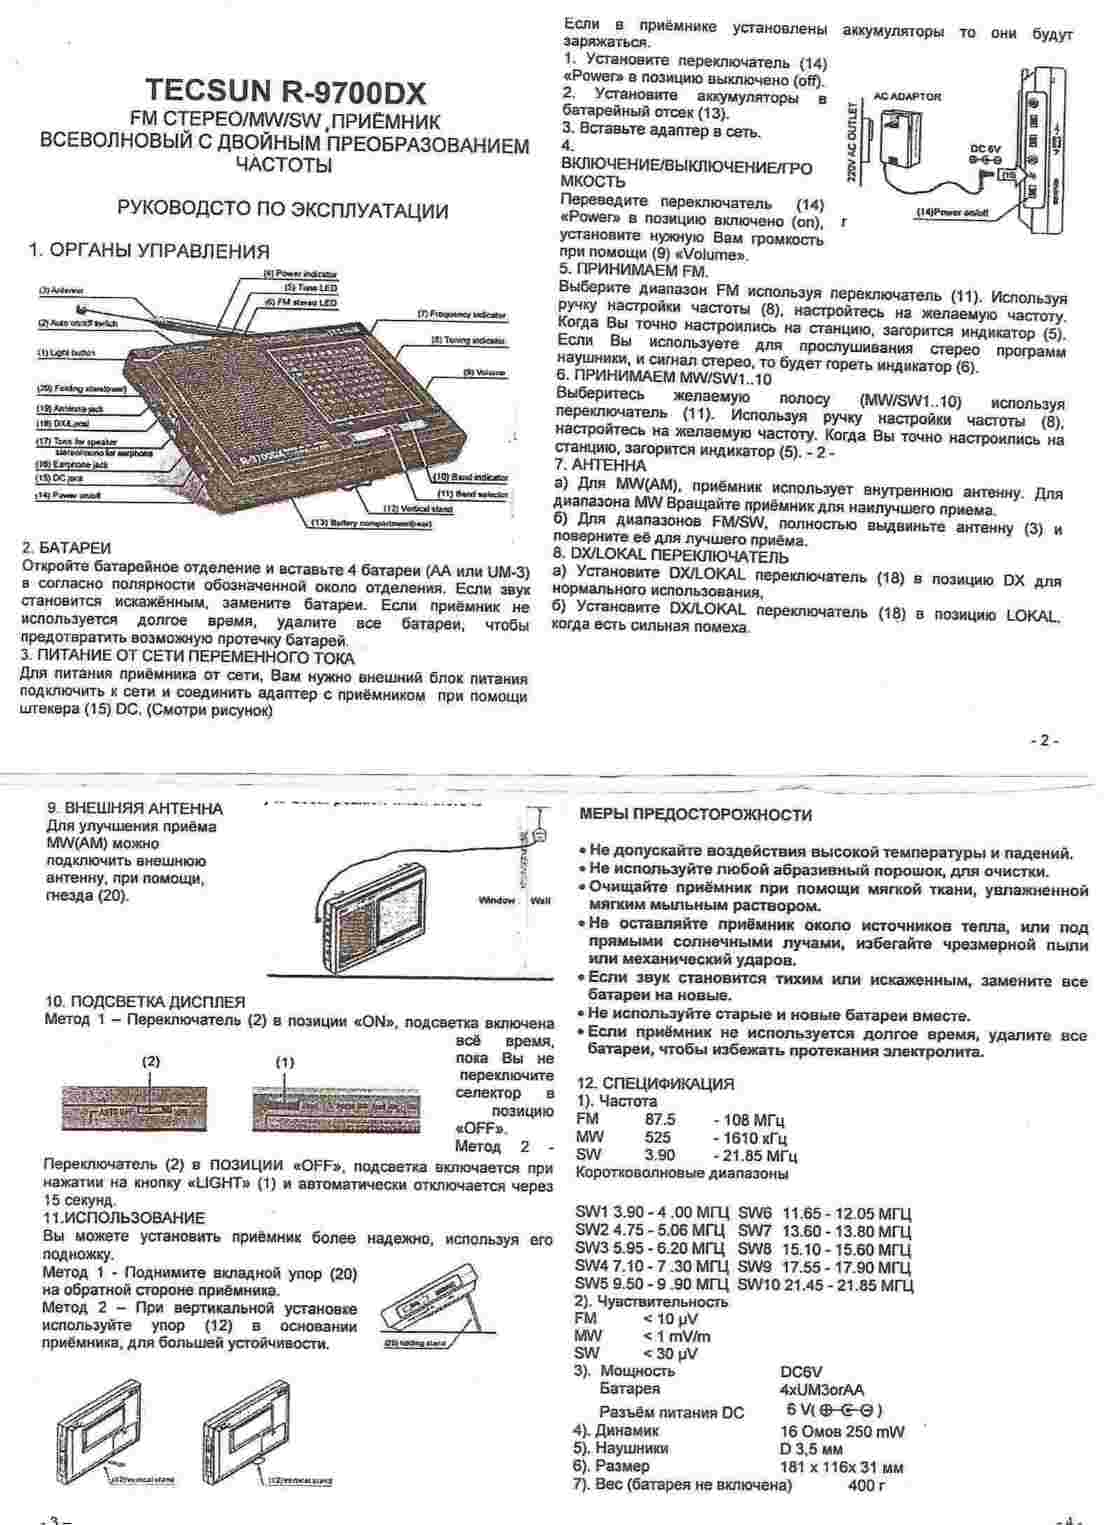 TECSUN R-9700DX
FM СТЕРЕО/MW/SW ,ПРИЁМНИК
ВСЕВОЛНОВЫЙ С ДВОЙНЫМ ПРЕОБРАЗОВАНИЕМ
ЧАСТОТЫ
РУКОВОДСТО ПО ЭКСПЛУАТАЦИИ
1. ОРГАНЫ УПРАВЛЕНИЯ
(4) Power indicator
(5) Tune LED
(6) FM stereo LED
(3) Antenna
(2) Auto on/off switch
(1) Light button
(20) Folding stand(rear)
(19) Antenna jack
(18) DX/Local
(17) Tone for speaker
stereo/mono for earphone
(16) Earphone jack
(15) DC jack
(14) Power on/off
(7) Frequency indicator
(8) Tuning indicator
(9) Volume
TECSUN
R-9700DX
(10) Band indicator
(11) Band selector
(12) Vertical stand
(13) Battery compartment(rear)
2. БАТАРЕИ
Откройте батарейное отделение и вставьте 4 батареи (AA или UM-3)
в согласно полярности обозначенной около отделения. Если звук
становится искажённым, замените батареи. Если приёмник не
используется долгое время, удалите все батареи, чтобы
предотвратить возможную протечку батарей.
3. ПИТАНИЕ ОТ СЕТИ ПЕРЕМЕННОГО ТОКА
Для питания приёмника от сети, Вам нужно внешний блок питания
подключить к сети и соединить адаптер с приёмником при помощи
штекера (15) DC. (Смотри рисунок)
Если в приёмнике установлены аккумуляторы то они будут
заряжаться.
1. Установите переключатель (14)
«Power» в позицию выключено (off).
2. Установите аккумуляторы в
батарейный отсек (13).
3. Вставьте адаптер в сеть.
4.
ВКЛЮЧЕНИЕ/ВЫКЛЮЧЕНИЕ/ГРО
МКОСТЬ
Переведите переключатель (14)
«Power» в позицию включено (on), г
установите нужную Вам громкость
при помощи (9) «Volume».
AC ADAPTOR
220V AC OUTLET
DC 6V
(15)
(14)Power on/off
5. ПРИНИМАЕМ FM.
Выберите диапазон FM используя переключатель (11). Используя
ручку настройки частоты (8), настройтесь на желаемую частоту.
Когда Вы точно настроились на станцию, загорится индикатор (5).
Если Вы используете для прослушивания стерео программ
наушники, и сигнал стерео, то будет гореть индикатор (6).
6. ПРИНИМАЕМ MW/SW1..10
Выберитесь желаемую полосу (MW/SW1..10) используя
переключатель (11). Используя ручку настройки частоты (8),
настройтесь на желаемую частоту. Когда Вы точно настроились на
станцию, загорится индикатор (5). - 2 -
7. АНТЕННА
а) Для MW(AM), приёмник использует внутреннюю антенну. Для
диапазона MW Вращайте приёмник для наилучшего приема.
б) Для диапазонов FM/SW, полностью выдвиньте антенну (3) и
поверните её для лучшего приёма.
8. DX/LOKAL ПЕРЕКЛЮЧАТЕЛЬ
а) Установите DX/LOKAL переключатель (18) в позицию DX для
нормального использования,
б) Установите DX/LOKAL переключатель (18) в позицию LOKAL,
когда есть сильная помеха.
- 2 -
9. ВНЕШНЯЯ АНТЕННА
Для улучшения приёма
MW(AM) можно
подключить внешнюю
антенну, при помощи,
гнезда (20).
Window
Wall
10. ПОДСВЕТКА ДИСПЛЕЯ
Метод 1 – Переключатель (2) в позиции «ON», подсветка включена
всё время,
пока Вы не
переключите
селектор в
позицию
«OFF».
Метод 2 -
(2)
(1)
Переключатель (2) в ПОЗИЦИИ «OFF», подсветка включается при
нажатии на кнопку «LIGHT» (1) и автоматически отключается через
15 секунд.
11.ИСПОЛЬЗОВАНИЕ
Вы можете установить приёмник более надежно, используя его
подножку.
Метод 1 - Поднимите вкладной упор (20)
на обратной стороне приёмника.
Метод 2 – При вертикальной установке
используйте упор (12) в основании
приёмника, для большей устойчивости.
(20) folding stand
(12)vertical stand
(12)vertical stand
- 3 –
МЕРЫ ПРЕДОСТОРОЖНОСТИ
• Не допускайте воздействия высокой температуры и падений.
• Не используйте любой абразивный порошок, для очистки.
• Очищайте приёмник при помощи мягкой ткани, увлажненной
мягким мыльным раствором.
• Не оставляйте приёмник около источников тепла, или под
прямыми солнечными лучами, избегайте чрезмерной пыли
или механический ударов.
• Если звук становится тихим или искаженным, замените все
батареи на новые.
• Не используйте старые и новые батареи вместе.
• Если приёмник не используется долгое время, удалите все
батареи, чтобы избежать протекания электролита.
12. СПЕЦИФИКАЦИЯ
1). Частота
FM 87.5 - 108 МГц
MW 525 - 1610 кГц
SW 3.90 - 21.85 МГц
Коротковолновые диапазоны
SW1 3.90 - 4 .00 МГЦ SW6 11.65 - 12.05 МГЦ
SW2 4.75 - 5.06 МГЦ SW7 13.60 - 13.80 МГЦ
SW3 5.95 - 6.20 МГЦ SW8 15.10 - 15.60 МГЦ
SW4 7.10 - 7 .30 МГЦ SW9 17.55 - 17.90 МГЦ
SW5 9.50 - 9 .90 МГЦ SW10 21.45 - 21.85 МГЦ
2). Чувствительность
FM < 10 μV
MW < 1 mV/m
SW < 30 μV
3). Мощность DC6V
Батарея 4xUM3orAA
Разъём питания DC 6 V( ⊕-Є-⊖ )
4). Динамик 16 Омов 250 mW
5). Наушники D 3,5 мм
6). Размер 181 x 116x 31 мм
7). Вес (батарея не включена) 400 г
- 4 -